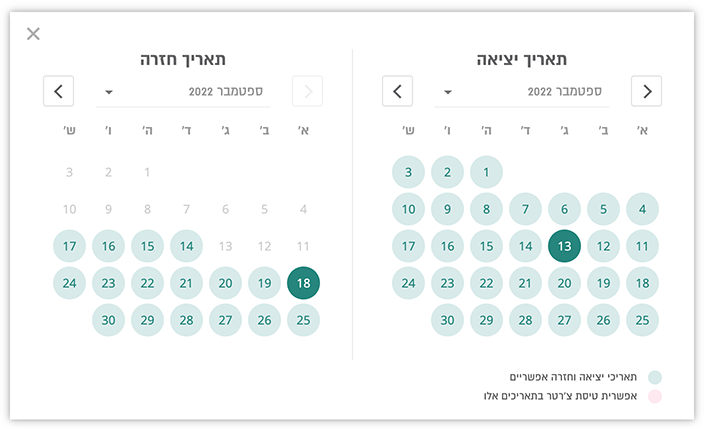 תאריך יציאה
ספטמבר 2022
א' ב' ג' ד' ה' ו' ש'
1 2 3
4 5 6 7 8 9 10
11 12 13 14 15 16 17
18 19 20 21 22 23 24
25 26 27 28 29 30
תאריך חזרה
ספטמבר 2022
א' ב' ג' ד' ה' ו' ש'
1 2 3
4 5 6 7 8 9 10
11 12 13 14 15 16 17
18 19 20 21 22 23 24
25 26 27 28 29 30
תאריכי יציאה וחזרה אפשריים
אפשרית טיסת צ'רטר בתאריכים אלו